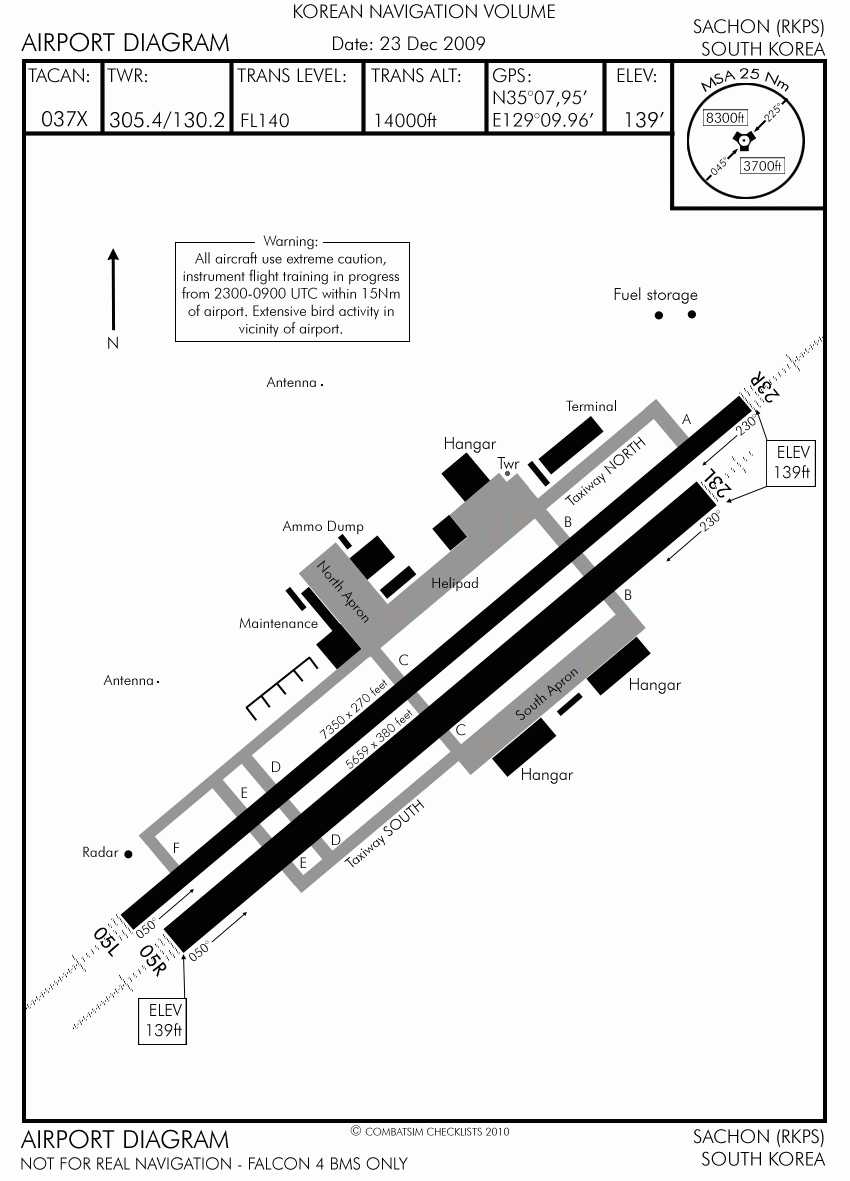 KOREAN NAVIGATION VOLUME
AIRPORT DIAGRAM
Date: 23 Dec 2009
SACHON (RKPS)
SOUTH KOREA
TACAN:
037X
TWR:
305.4/130.2
TRANS LEVEL:
FL140
TRANS ALT:
14000ft
GPS:
N35°07,95’
E129°09.96’
ELEV:
139’
MSA 25 Nm
8300ft
225°
045°
3700ft
Warning:
All aircraft use extreme caution,
instrument flight training in progress
from 2300-0900 UTC within 15Nm
of airport. Extensive bird activity in
vicinity of airport.
N
Fuel storage
Antenna
23R
Terminal
A
230°
ELEV
139ft
Hangar
Twr
Taxiway NORTH
23L
230°
B
Ammo Dump
North Apron
Helipad
B
Maintenance
C
Antenna
7350 x 270 feet
5659 x 380 feet
South Apron
Hangar
C
Hangar
D
E
Taxiway SOUTH
D
F
E
Radar
050°
05L
050°
05R
ELEV
139ft
© COMBATSIM CHECKLISTS 2010
AIRPORT DIAGRAM
NOT FOR REAL NAVIGATION - FALCON 4 BMS ONLY
SACHON (RKPS)
SOUTH KOREA